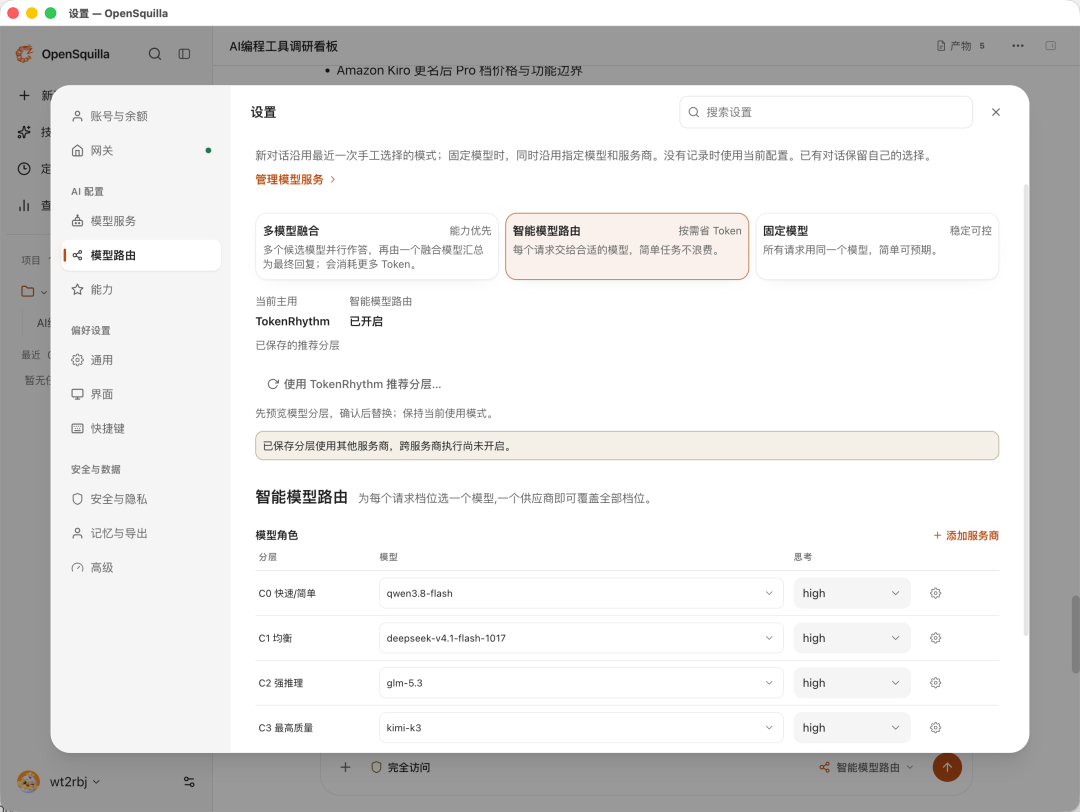 设置 — OpenSquilla
OpenSquilla
AI编程工具调研看板
产物 5
• Amazon Kiro 更名后 Pro 档价格与功能边界
项目
最近
wt2rbj
账号与余额
网关
AI 配置
模型服务
模型路由
能力
偏好设置
通用
界面
快捷键
安全与数据
安全与隐私
记忆与导出
高级
设置
搜索设置
新对话沿用最近一次手工选择的模式；固定模型时，同时沿用指定模型和服务商。没有记录时使用当前配置。已有对话保留自己的选择。
管理模型服务
多模型融合 能力优先
多个候选模型并行作答，再由一个融合模型汇总
为最终回复；会消耗更多 Token。
智能模型路由 按需省 Token
每个请求交给合适的模型，简单任务不浪费。
固定模型 稳定可控
所有请求用同一个模型，简单可预期。
当前主用 智能模型路由
TokenRhythm 已开启
已保存的推荐分层
使用 TokenRhythm 推荐分层...
先预览模型分层，确认后替换；保持当前使用模式。
已保存分层使用其他服务商，跨服务商执行尚未开启。
智能模型路由 为每个请求档位选一个模型,一个供应商即可覆盖全部档位。
模型角色 + 添加服务商
分层 模型 思考
C0 快速/简单 qwen3.8-flash high
C1 均衡 deepseek-v4.1-flash-1017 high
C2 强推理 glm-5.3 high
C3 最高质量 kimi-k3 high
完全访问 智能模型路由